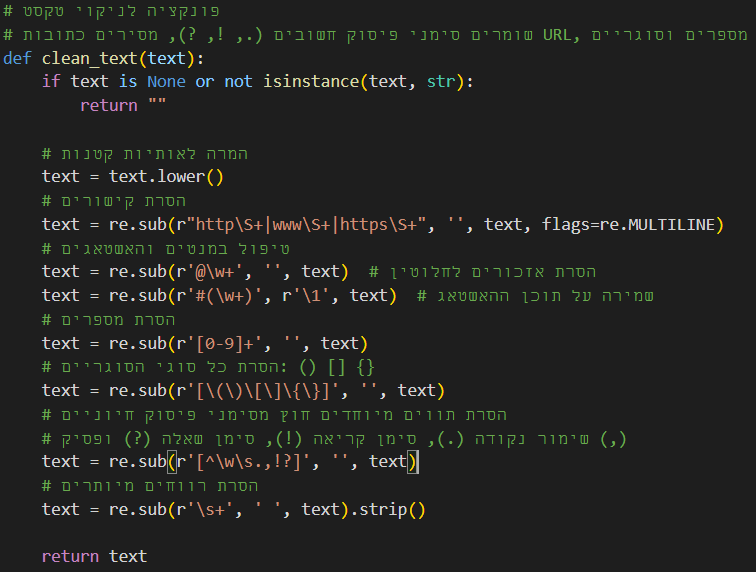 # פונקציה לניקוי טקסט
# שומרים סימני פיסוק חשובים (., !, ?), מסירים כתובות URL, מספרים וסוגריים
def clean_text(text):
    if text is None or not isinstance(text, str):
        return ""

    # המרה לאותיות קטנות
    text = text.lower()
    # הסרת קישורים
    text = re.sub(r"http\S+|www\S+|https\S+", '', text, flags=re.MULTILINE)
    # טיפול במנטים והאשטאגים
    text = re.sub(r'@\w+', '', text)  # הסרת אזכורים לחלוטין
    text = re.sub(r'#(\w+)', r'\1', text)  # שמירה על תוכן ההאשטאג
    # הסרת מספרים
    text = re.sub(r'[0-9]+', '', text)
    # הסרת כל סוגי הסוגריים: () [] {}
    text = re.sub(r'[\(\)\[\]\{\}]', '', text)
    # הסרת תווים מיוחדים חוץ מסימני פיסוק חיוניים
    # שימור נקודה (.), סימן קריאה (!), סימן שאלה (?) ופסיק (,)
    text = re.sub(r'[^\w\s.,!?]', '', text)
    # הסרת רווחים מיותרים
    text = re.sub(r'\s+', ' ', text).strip()

    return text